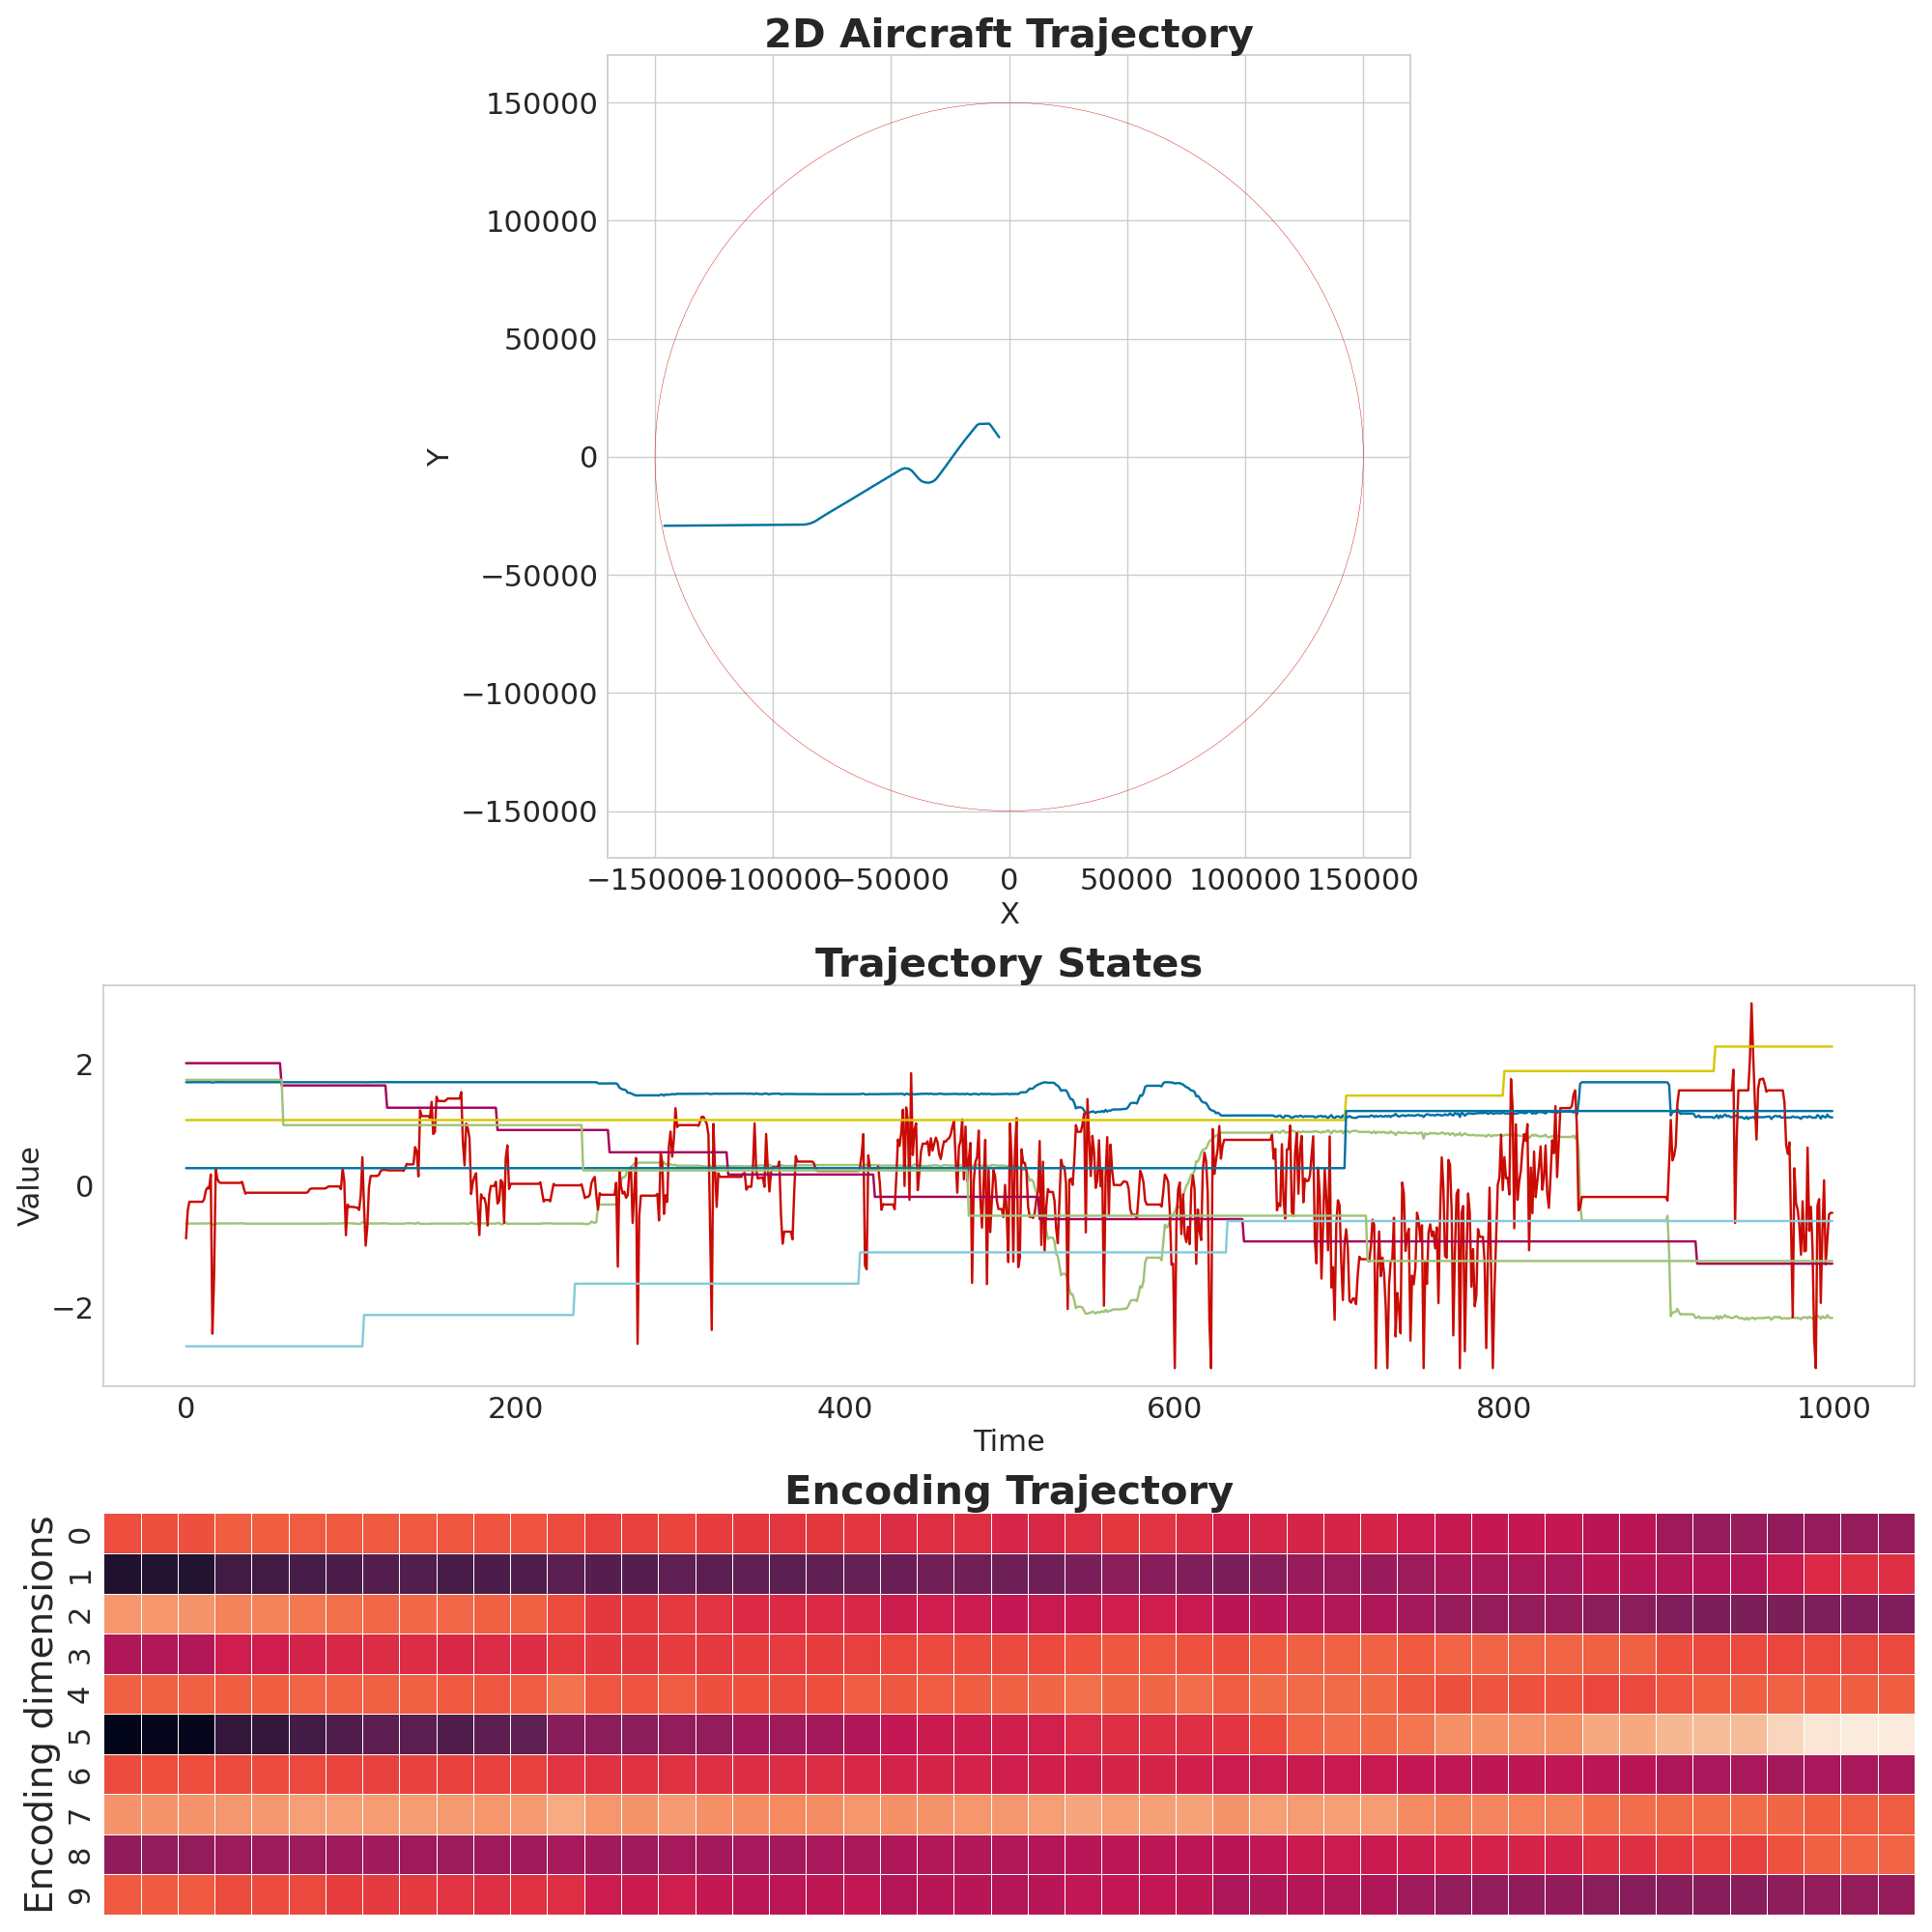 2D Aircraft Trajectory
150000
100000
50000
0
−50000
−100000
−150000
Y
−150000 −100000 −50000 0 50000 100000 150000
X
Trajectory States
2
0
−2
Value
0 200 400 600 800 1000
Time
Encoding Trajectory
0
1
2
3
4
5
6
7
8
9
Encoding dimensions